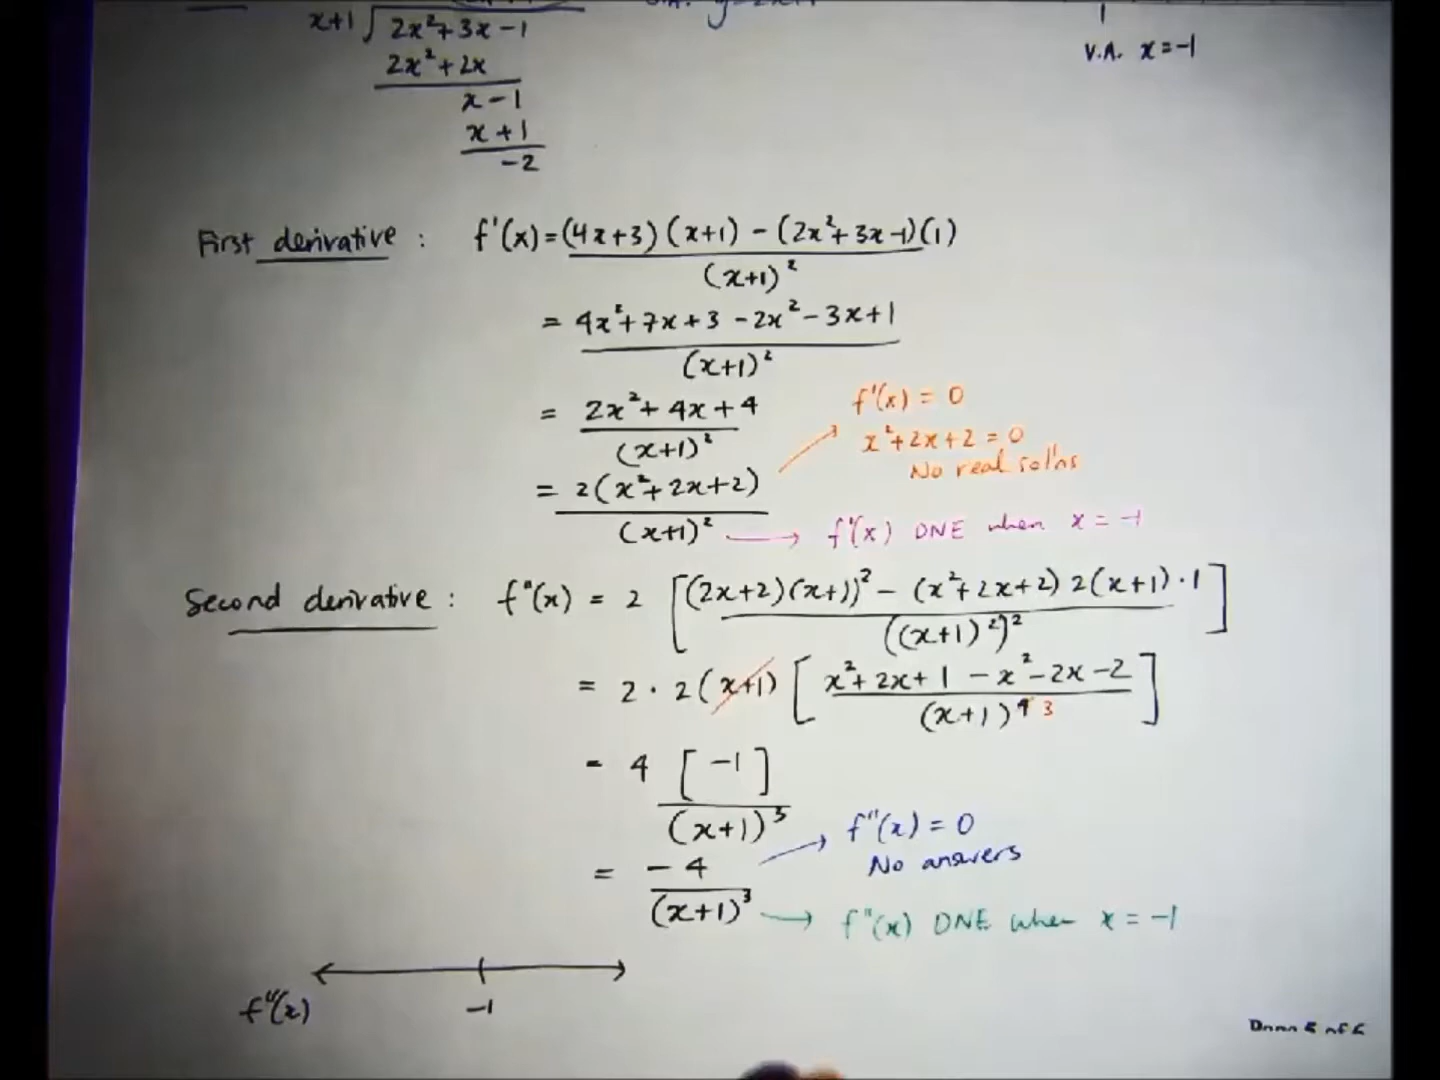 x+1 ) 2x²+3x-1
V.A. x=-1
2x²+2x
x-1
x+1
-2
First derivative : f'(x)=(4x+3)(x+1) - (2x²+3x-1)(1)
(x+1)²
= 4x²+7x+3 -2x²-3x+1
(x+1)²
= 2x²+4x+4
(x+1)²
f'(x) = 0
x²+2x+2=0
No real sol'ns
= 2(x²+2x+2)
(x+1)² → f'(x) DNE when x=-1
Second derivative : f"(x) = 2 [(2x+2)(x+1)² - (x²+2x+2) 2(x+1)·1]
((x+1)²)²
= 2 · 2(x+1) [ x²+2x+1 -x²-2x-2 ]
(x+1)⁴ 3
= 4 [-1]
(x+1)³
f"(x) = 0
No answers
= -4
(x+1)³ → f"(x) DNE when x=-1
-1
f"(x)